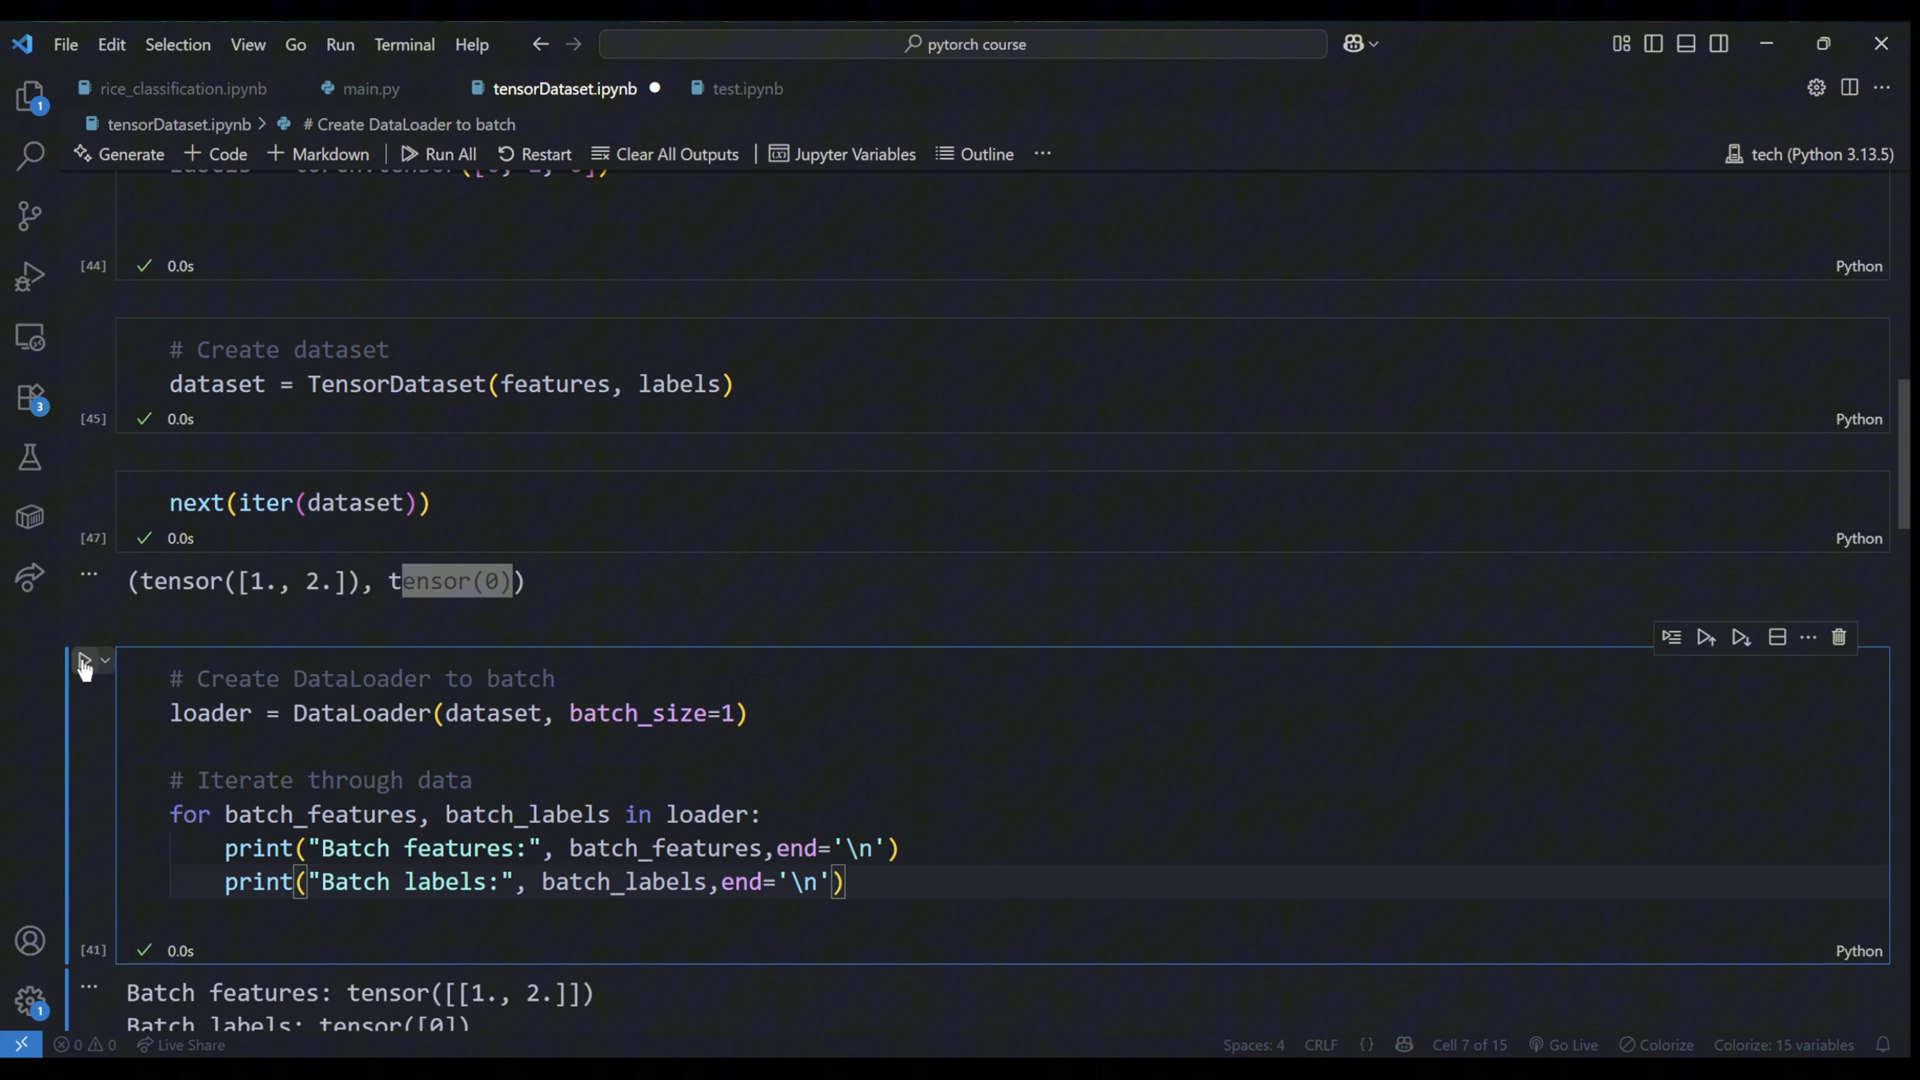 File Edit Selection View Go Run Terminal Help
pytorch course
rice_classification.ipynb main.py tensorDataset.ipynb test.ipynb
tensorDataset.ipynb > # Create DataLoader to batch
Generate + Code + Markdown Run All Restart Clear All Outputs Jupyter Variables Outline ... tech (Python 3.13.5)
[44] 0.0s Python
# Create dataset
dataset = TensorDataset(features, labels)
[45] 0.0s Python
next(iter(dataset))
[47] 0.0s Python
... (tensor([1., 2.]), tensor(0))
# Create DataLoader to batch
loader = DataLoader(dataset, batch_size=1)
# Iterate through data
for batch_features, batch_labels in loader:
print("Batch features:", batch_features,end='\n')
print("Batch labels:", batch_labels,end='\n')
[41] 0.0s Python
... Batch features: tensor([[1., 2.]])
Batch labels: tensor([0])
0 0 Live Share Spaces: 4 CRLF {} Cell 7 of 15 Go Live Colorize Colorize: 15 variables